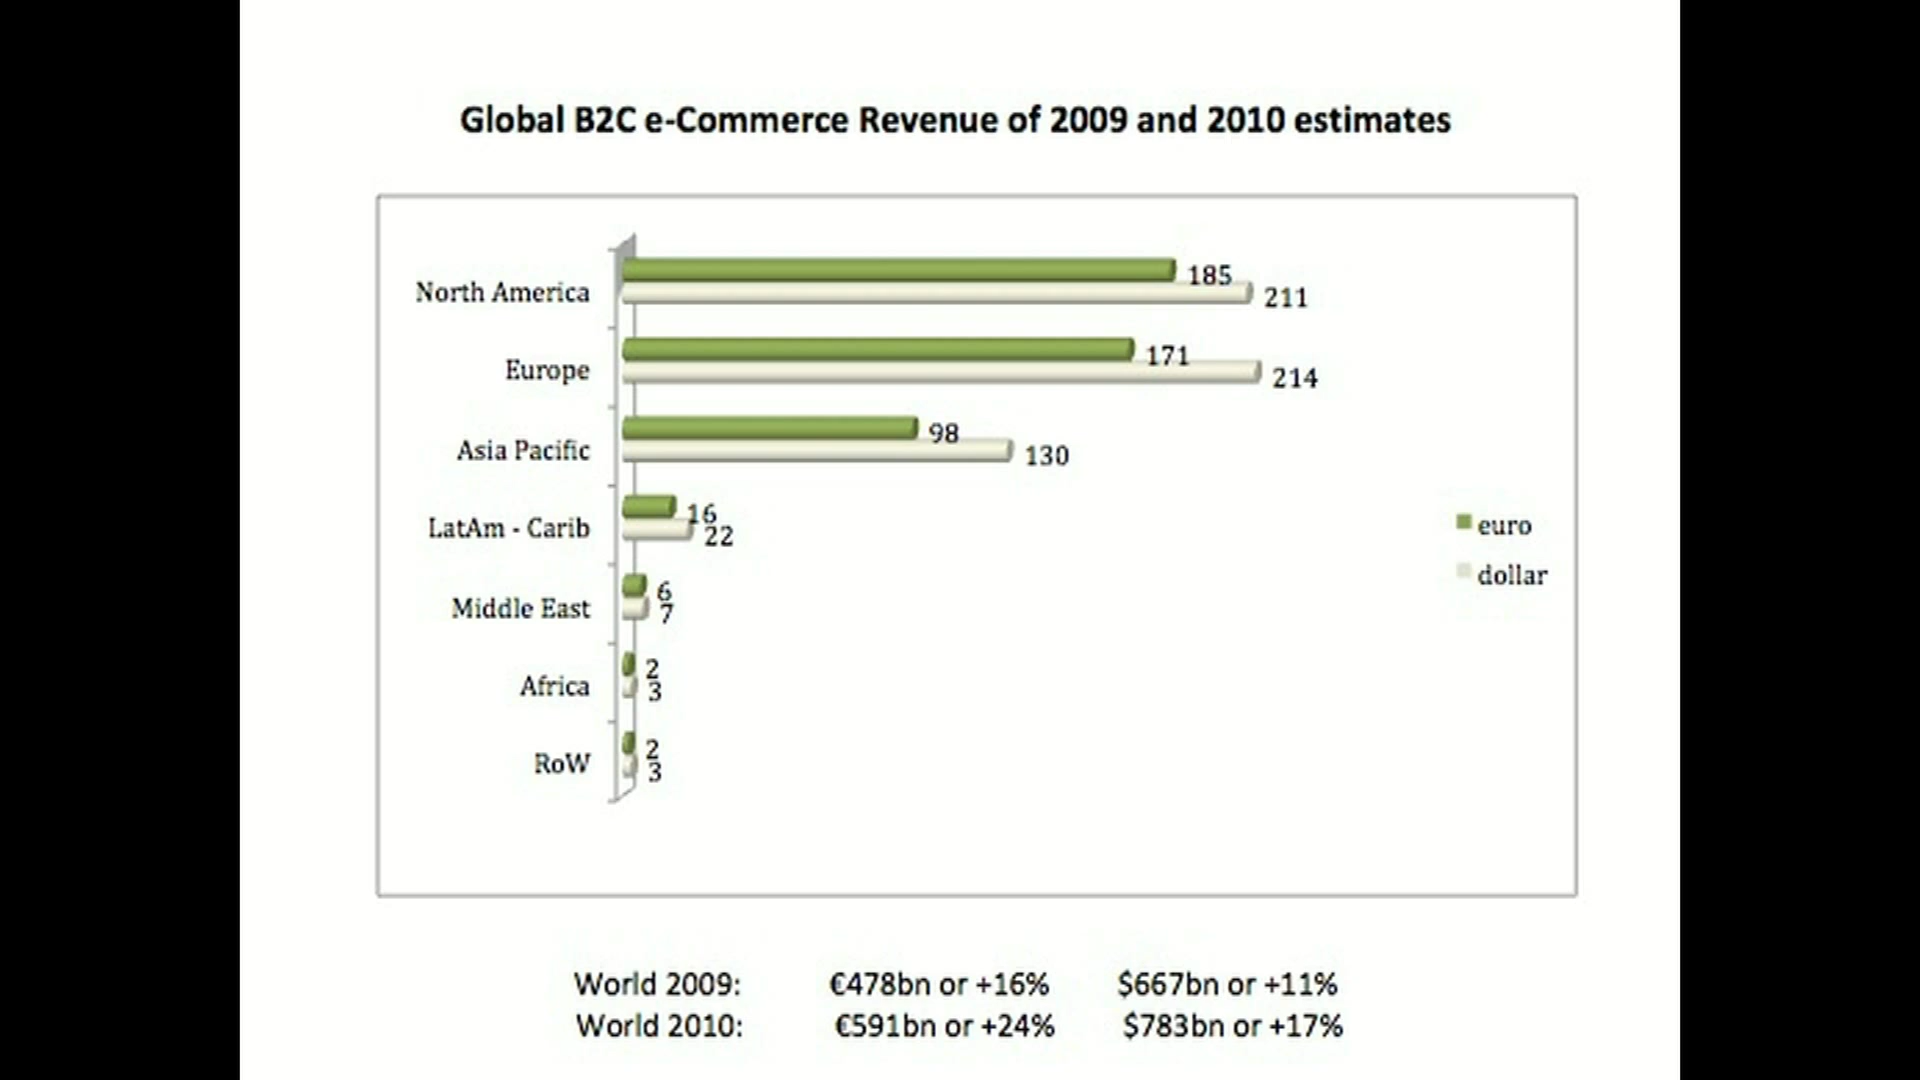 Global B2C e-Commerce Revenue of 2009 and 2010 estimates
North America
185
211
Europe
171
214
Asia Pacific
98
130
LatAm - Carib
16
22
Middle East
6
7
Africa
2
3
RoW
2
3
euro
dollar
World 2009: €478bn or +16% $667bn or +11%
World 2010: €591bn or +24% $783bn or +17%